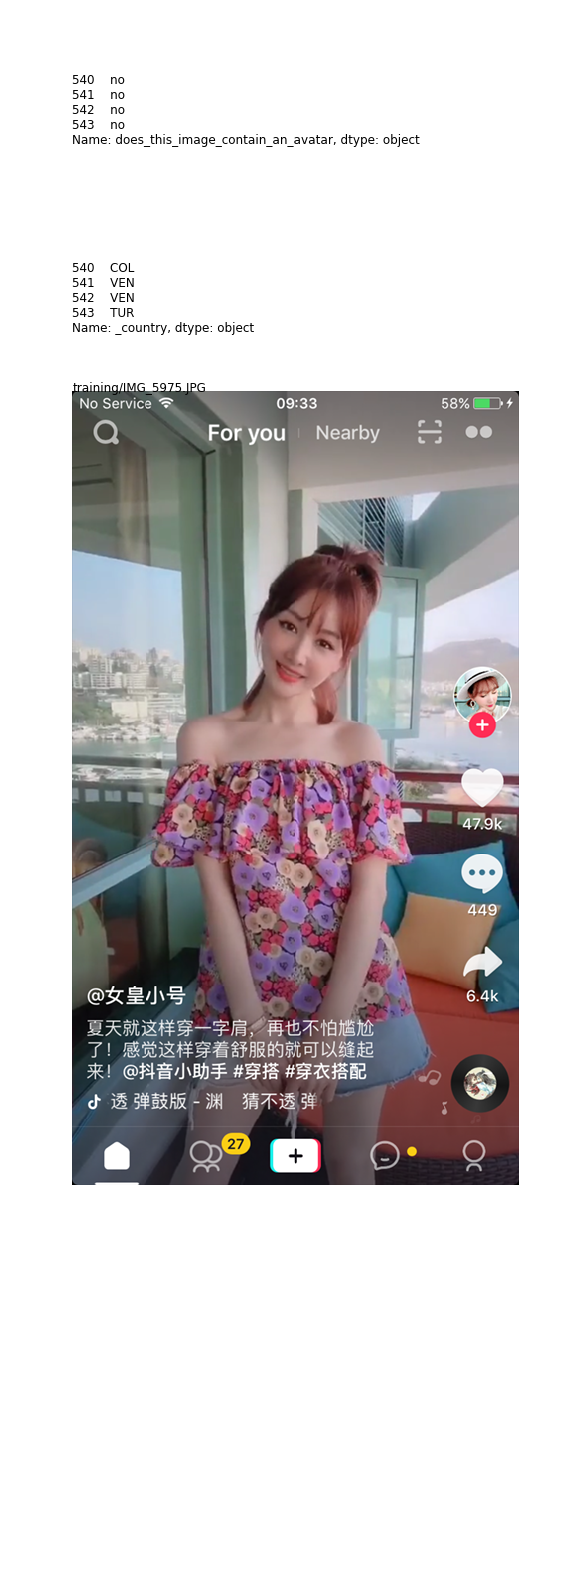 540 no
541 no
542 no
543 no
Name: does_this_image_contain_an_avatar, dtype: object
540 COL
541 VEN
542 VEN
543 TUR
Name: _country, dtype: object
training/IMG_5975.JPG
No Service 09:33 58%
For you Nearby
47.9k
449
6.4k
@女皇小号
夏天就这样穿一字肩，再也不怕尴尬
了！感觉这样穿着舒服的就可以缝起
来！@抖音小助手 #穿搭 #穿衣搭配
透 弹鼓版 - 渊 猜不透 弹
27